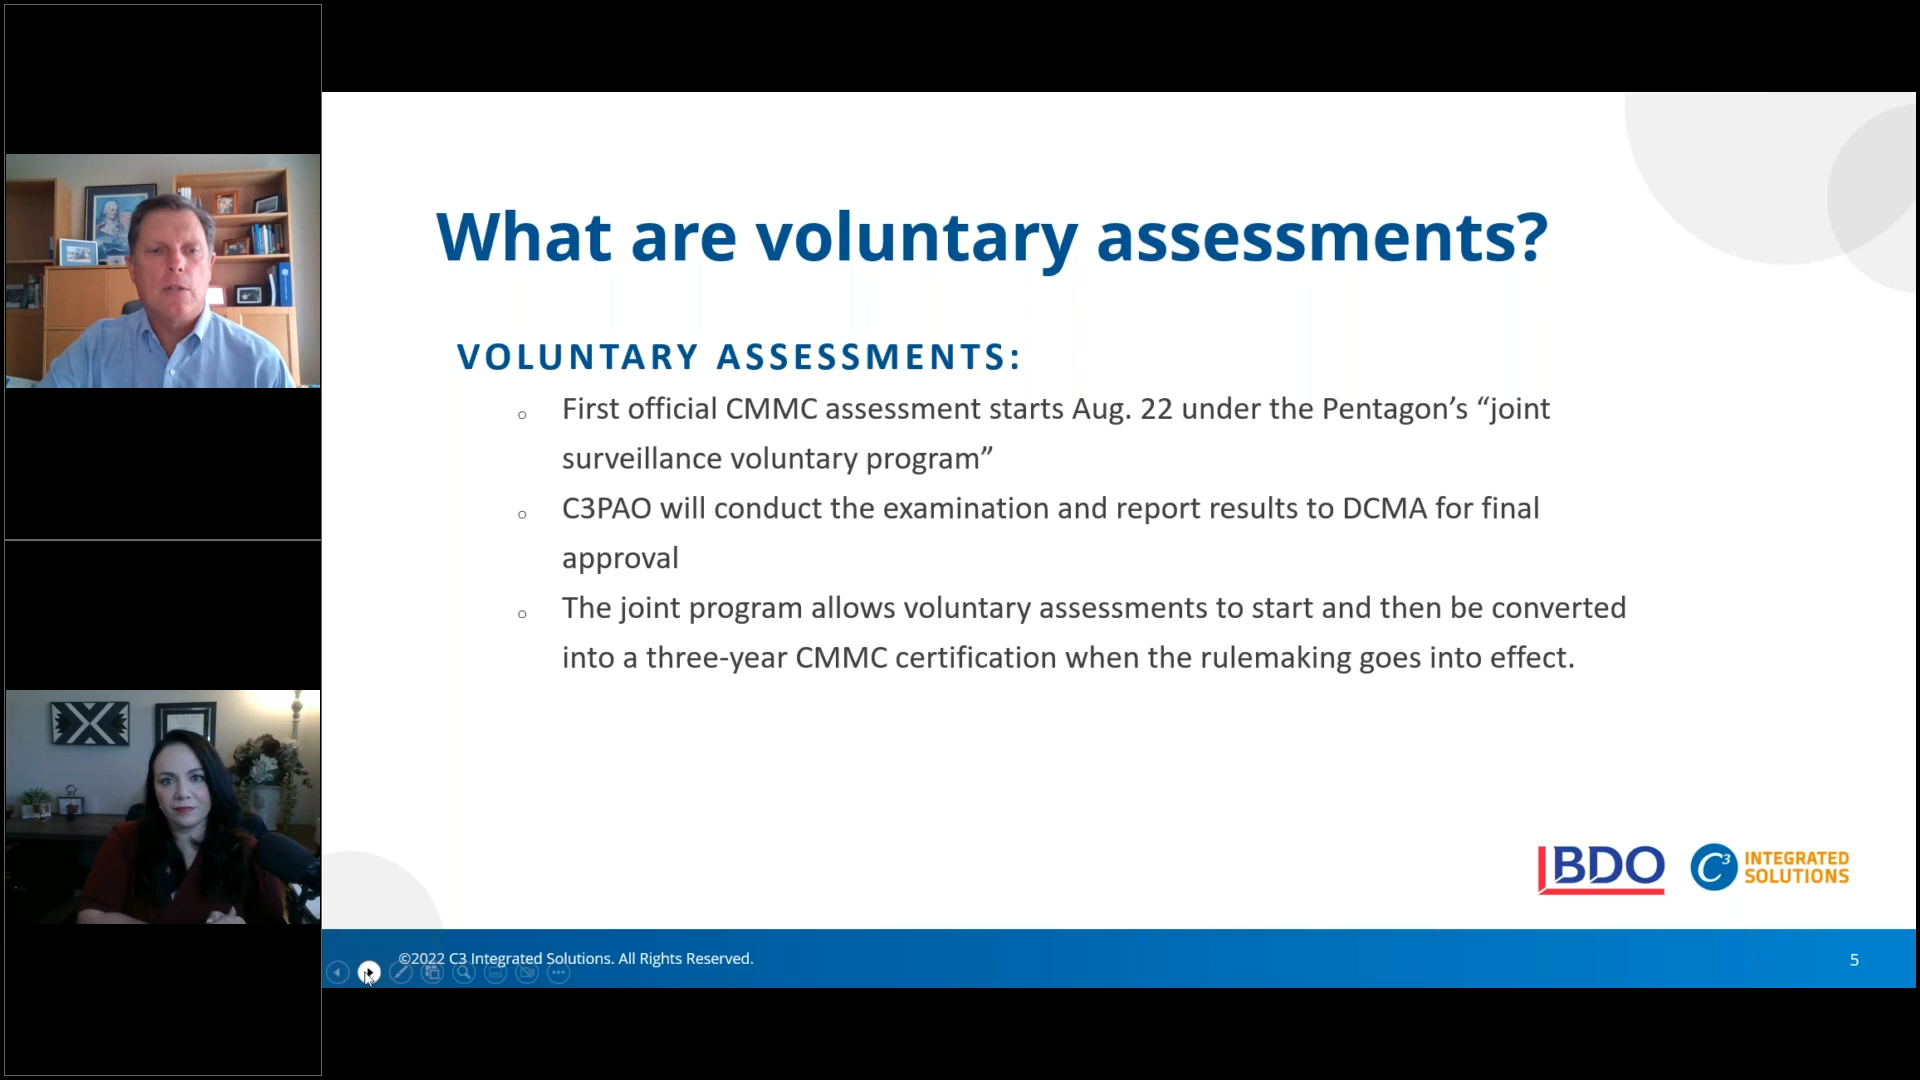 What are voluntary assessments?
VOLUNTARY ASSESSMENTS:
First official CMMC assessment starts Aug. 22 under the Pentagon’s “joint
surveillance voluntary program”
C3PAO will conduct the examination and report results to DCMA for final
approval
The joint program allows voluntary assessments to start and then be converted
into a three-year CMMC certification when the rulemaking goes into effect.
BDO
C3 INTEGRATED
SOLUTIONS
©2022 C3 Integrated Solutions. All Rights Reserved.
5